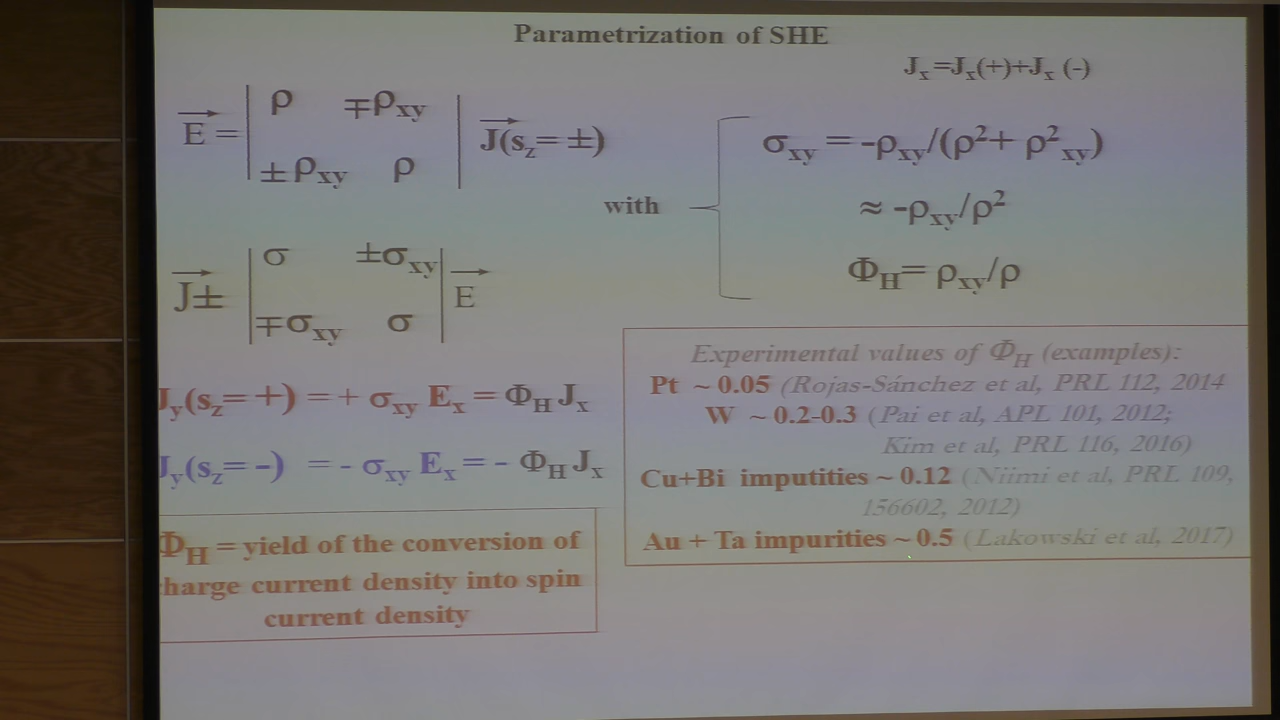 Parametrization of SHE
Jx=Jx(+)+Jx (-)
E = | ρ ∓ρxy | J(sz= ±)
±ρxy ρ
with
σxy = -ρxy/(ρ²+ ρ²xy)
≈ -ρxy/ρ²
ΦH= ρxy/ρ
J± | σ ±σxy | E
∓σxy σ
Jy(sz= +) = + σxy Ex = ΦH Jx
Jy(sz= -) = - σxy Ex = - ΦH Jx
ΦH = yield of the conversion of
harge current density into spin
current density
Experimental values of ΦH (examples):
Pt ~ 0.05 (Rojas-Sánchez et al, PRL 112, 2014
W ~ 0.2-0.3 (Pai et al, APL 101, 2012;
Kim et al, PRL 116, 2016)
Cu+Bi imputities ~ 0.12 (Niimi et al, PRL 109,
156602, 2012)
Au + Ta impurities ~ 0.5 (Lakowski et al, 2017)